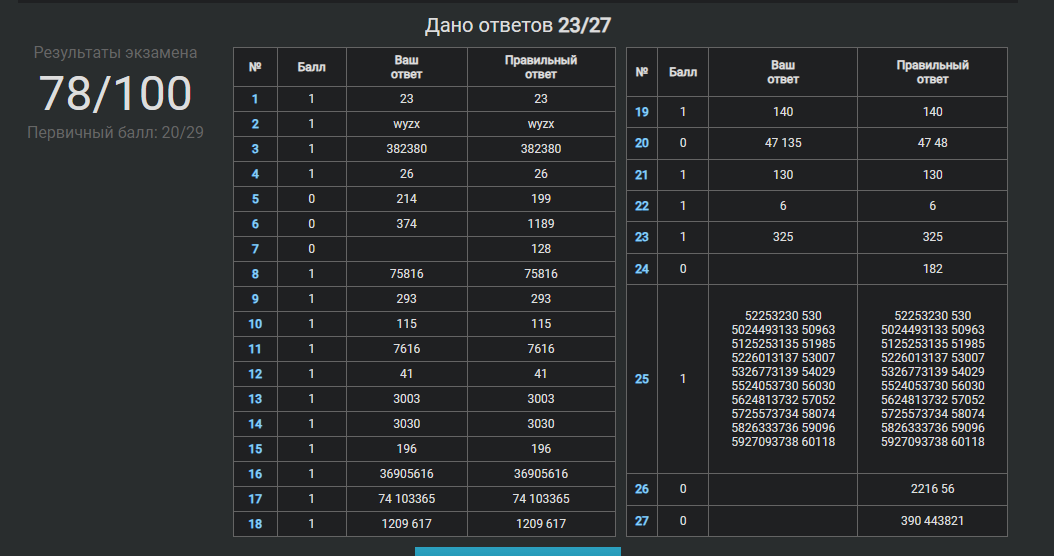 Дано ответов 23/27
Результаты экзамена
78/100
Первичный балл: 20/29
№ Балл Ваш ответ Правильный ответ
1 1 23 23
2 1 wyzx wyzx
3 1 382380 382380
4 1 26 26
5 0 214 199
6 0 374 1189
7 0 128
8 1 75816 75816
9 1 293 293
10 1 115 115
11 1 7616 7616
12 1 41 41
13 1 3003 3003
14 1 3030 3030
15 1 196 196
16 1 36905616 36905616
17 1 74 103365 74 103365
18 1 1209 617 1209 617
№ Балл Ваш ответ Правильный ответ
19 1 140 140
20 0 47 135 47 48
21 1 130 130
22 1 6 6
23 1 325 325
24 0 182
52253230 530 52253230 530
5024493133 50963 5024493133 50963
5125253135 51985 5125253135 51985
5226013137 53007 5226013137 53007
5326773139 54029 5326773139 54029
25 1 5524053730 56030 5524053730 56030
5624813732 57052 5624813732 57052
5725573734 58074 5725573734 58074
5826333736 59096 5826333736 59096
5927093738 60118 5927093738 60118
26 0 2216 56
27 0 390 443821